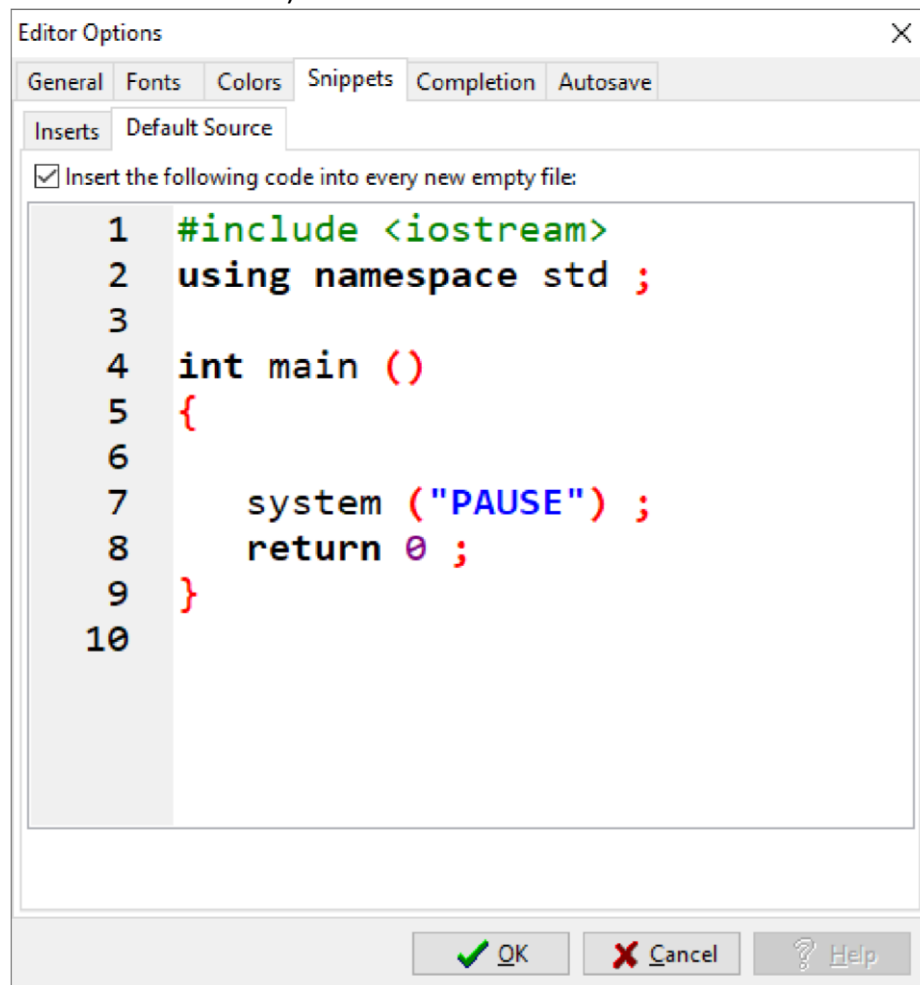 Editor Options
General Fonts Colors Snippets Completion Autosave
Inserts Default Source
Insert the following code into every new empty file:
1 #include <iostream>
2 using namespace std ;
3
4 int main ()
5 {
6
7 system ("PAUSE") ;
8 return 0 ;
9 }
10
OK Cancel Help